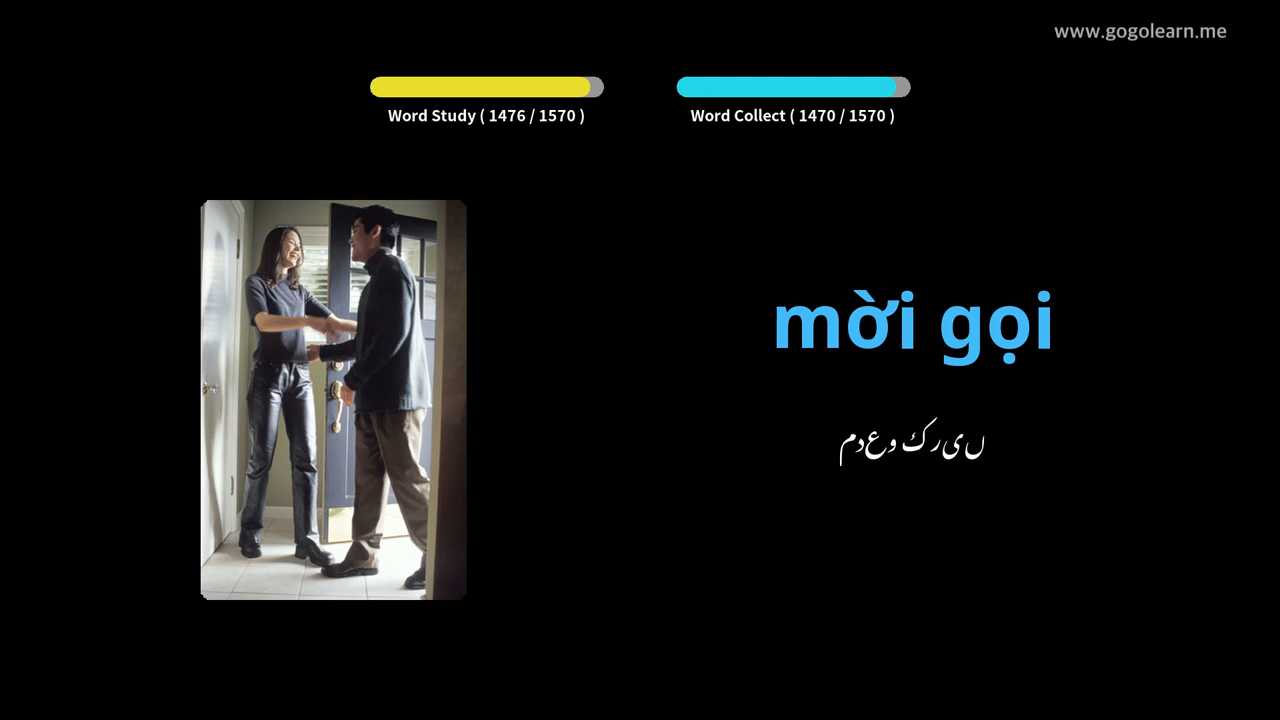 www.gogolearn.me
Word Study ( 1476 / 1570 )
Word Collect ( 1470 / 1570 )
mời gọi
مدعو کریں